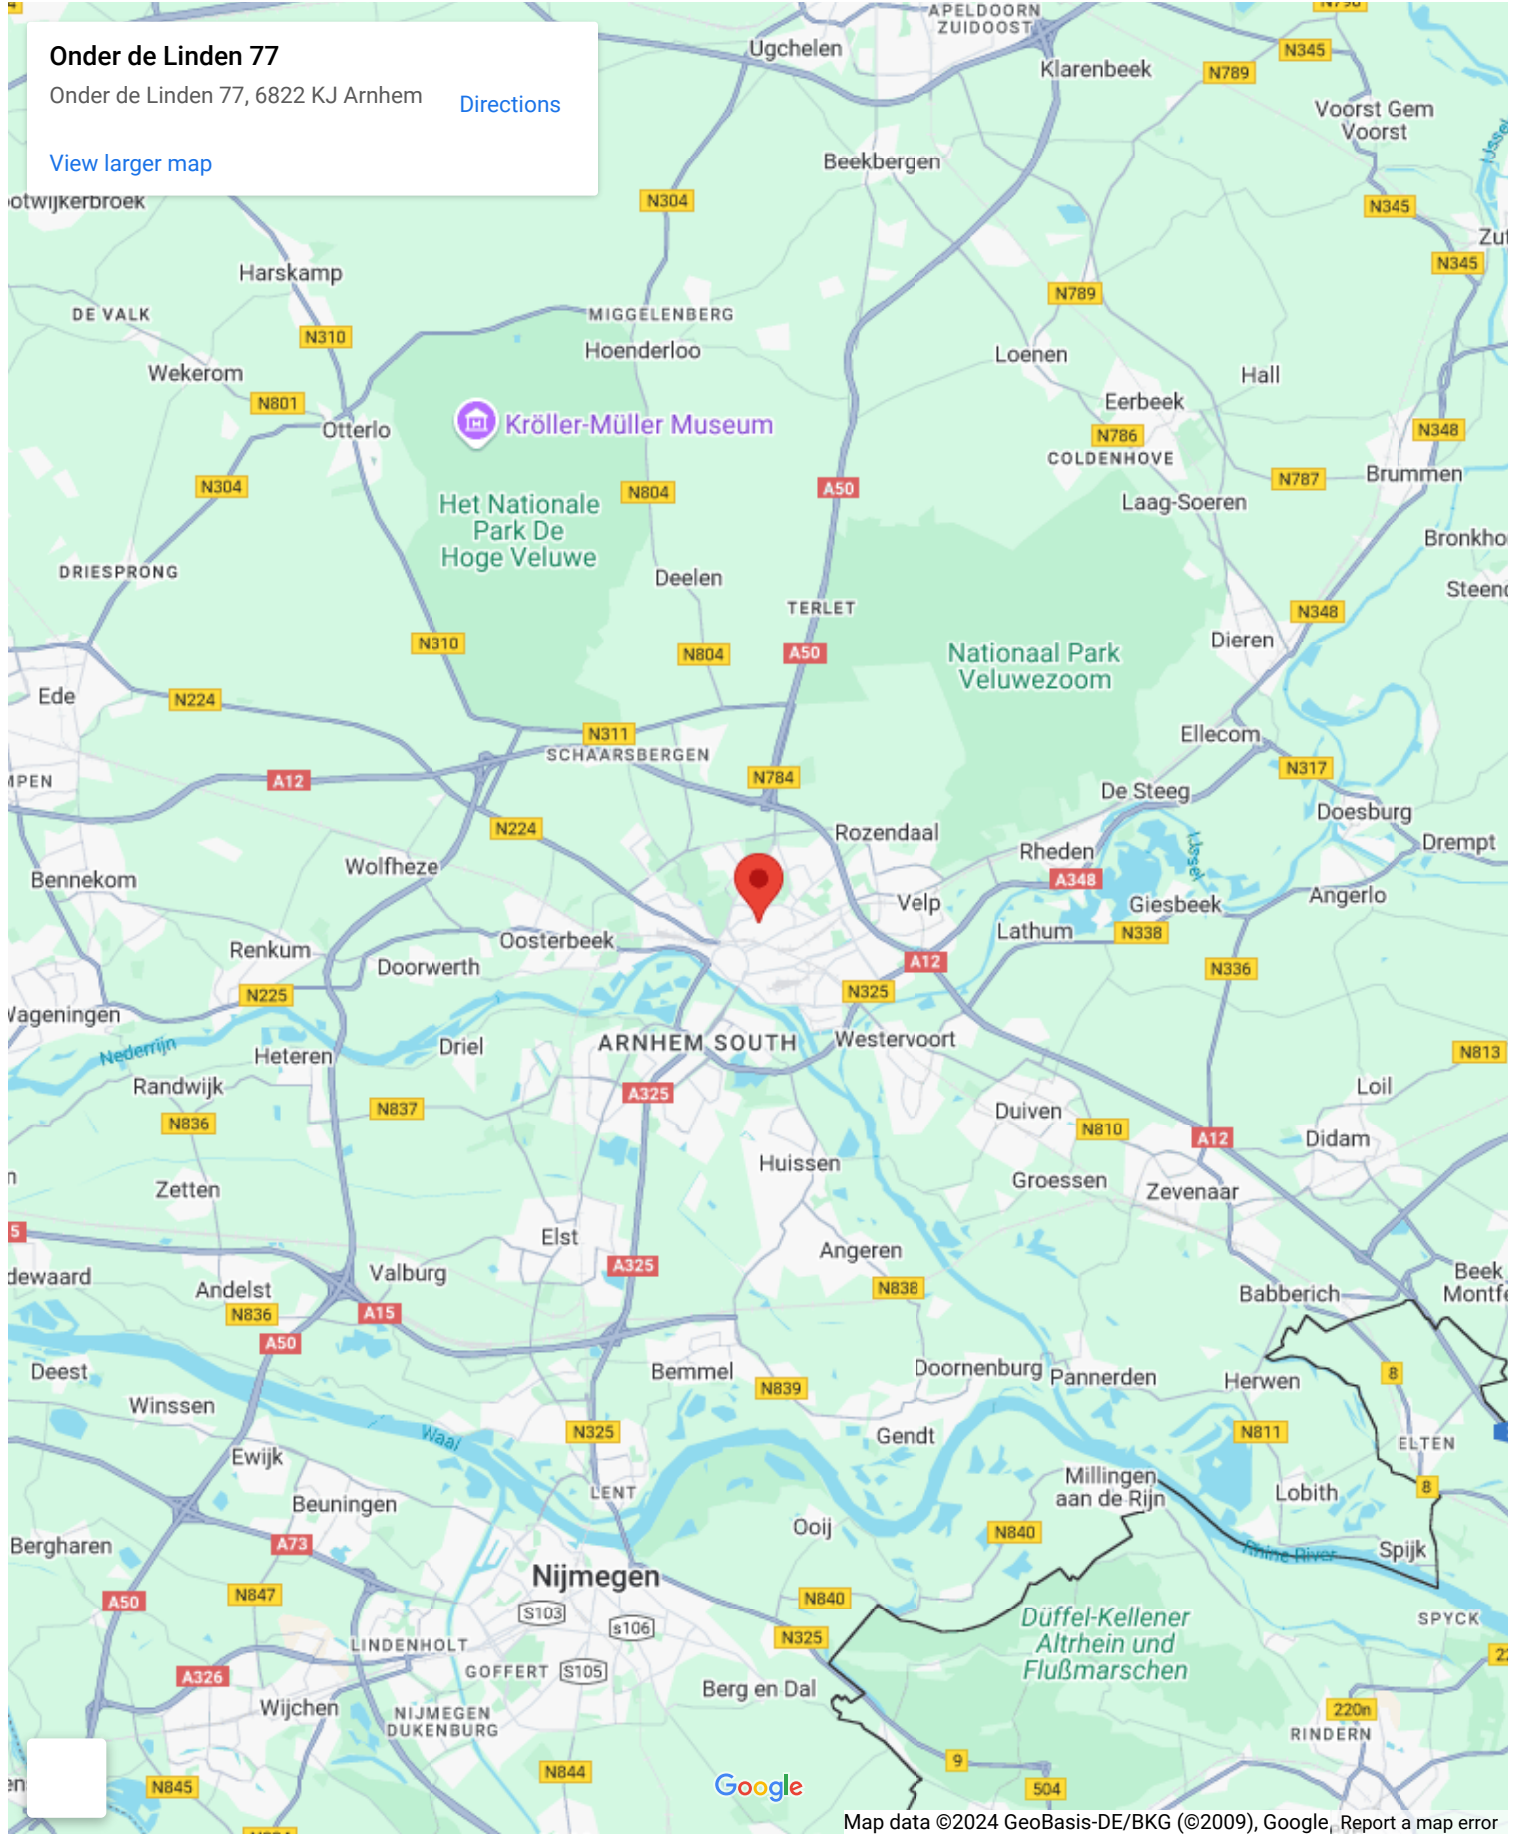 Onder de Linden 77
Onder de Linden 77, 6822 KJ Arnhem
Directions
View larger map
APELDOORN
ZUIDOOST
Ugchelen
Klarenbeek
N345
N789
Voorst Gem
Voorst
IJssel
Beekbergen
N304
N345
N345
Harskamp
N789
DE VALK
MIGGELENBERG
N310
Hoenderloo
Loenen
Wekerom
Hall
N801
Eerbeek
Otterlo
Kröller-Müller Museum
N786
N348
COLDENHOVE
N304
N804
A50
N787
Brummen
Het Nationale
Park De
Hoge Veluwe
Laag-Soeren
DRIESPRONG
Deelen
TERLET
N348
N310
N804
A50
Dieren
Nationaal Park
Veluwezoom
Ede
N224
N311
Ellecom
SCHAARSBERGEN
A12
N784
N317
De Steeg
Doesburg
N224
Rozendaal
Drempt
Wolfheze
Rheden
IJssel
Bennekom
A348
Velp
Giesbeek
Angerlo
Renkum
Oosterbeek
Lathum
N338
Doorwerth
A12
N336
N225
N325
Nederrijn
Heteren
Driel
ARNHEM SOUTH
Westervoort
N813
Randwijk
A325
Loil
N836
N837
Duiven
N810
A12
Didam
Huissen
Zetten
Groessen
Zevenaar
Elst
Angeren
A325
Valburg
Andelst
N838
Babberich
Beek
N836
A15
A50
Deest
Bemmel
Doornenburg
Pannerden
Herwen
8
N839
Winssen
Waal
N325
Gendt
N811
ELTEN
Ewijk
Millingen
aan de Rijn
Lobith
8
LENT
Beuningen
Ooij
N840
Bergharen
A73
Rhine River
Spijk
Nijmegen
A50
N847
N840
S103
s106
Düffel-Kellener
Altrhein und
Flußmarschen
SPYCK
LINDENHOLT
N325
A326
GOFFERT
S105
Berg en Dal
Wijchen
NIJMEGEN
DUKENBURG
220n
RINDERN
N845
N844
9
504
Google
Map data ©2024 GeoBasis-DE/BKG (©2009), Google
Report a map error